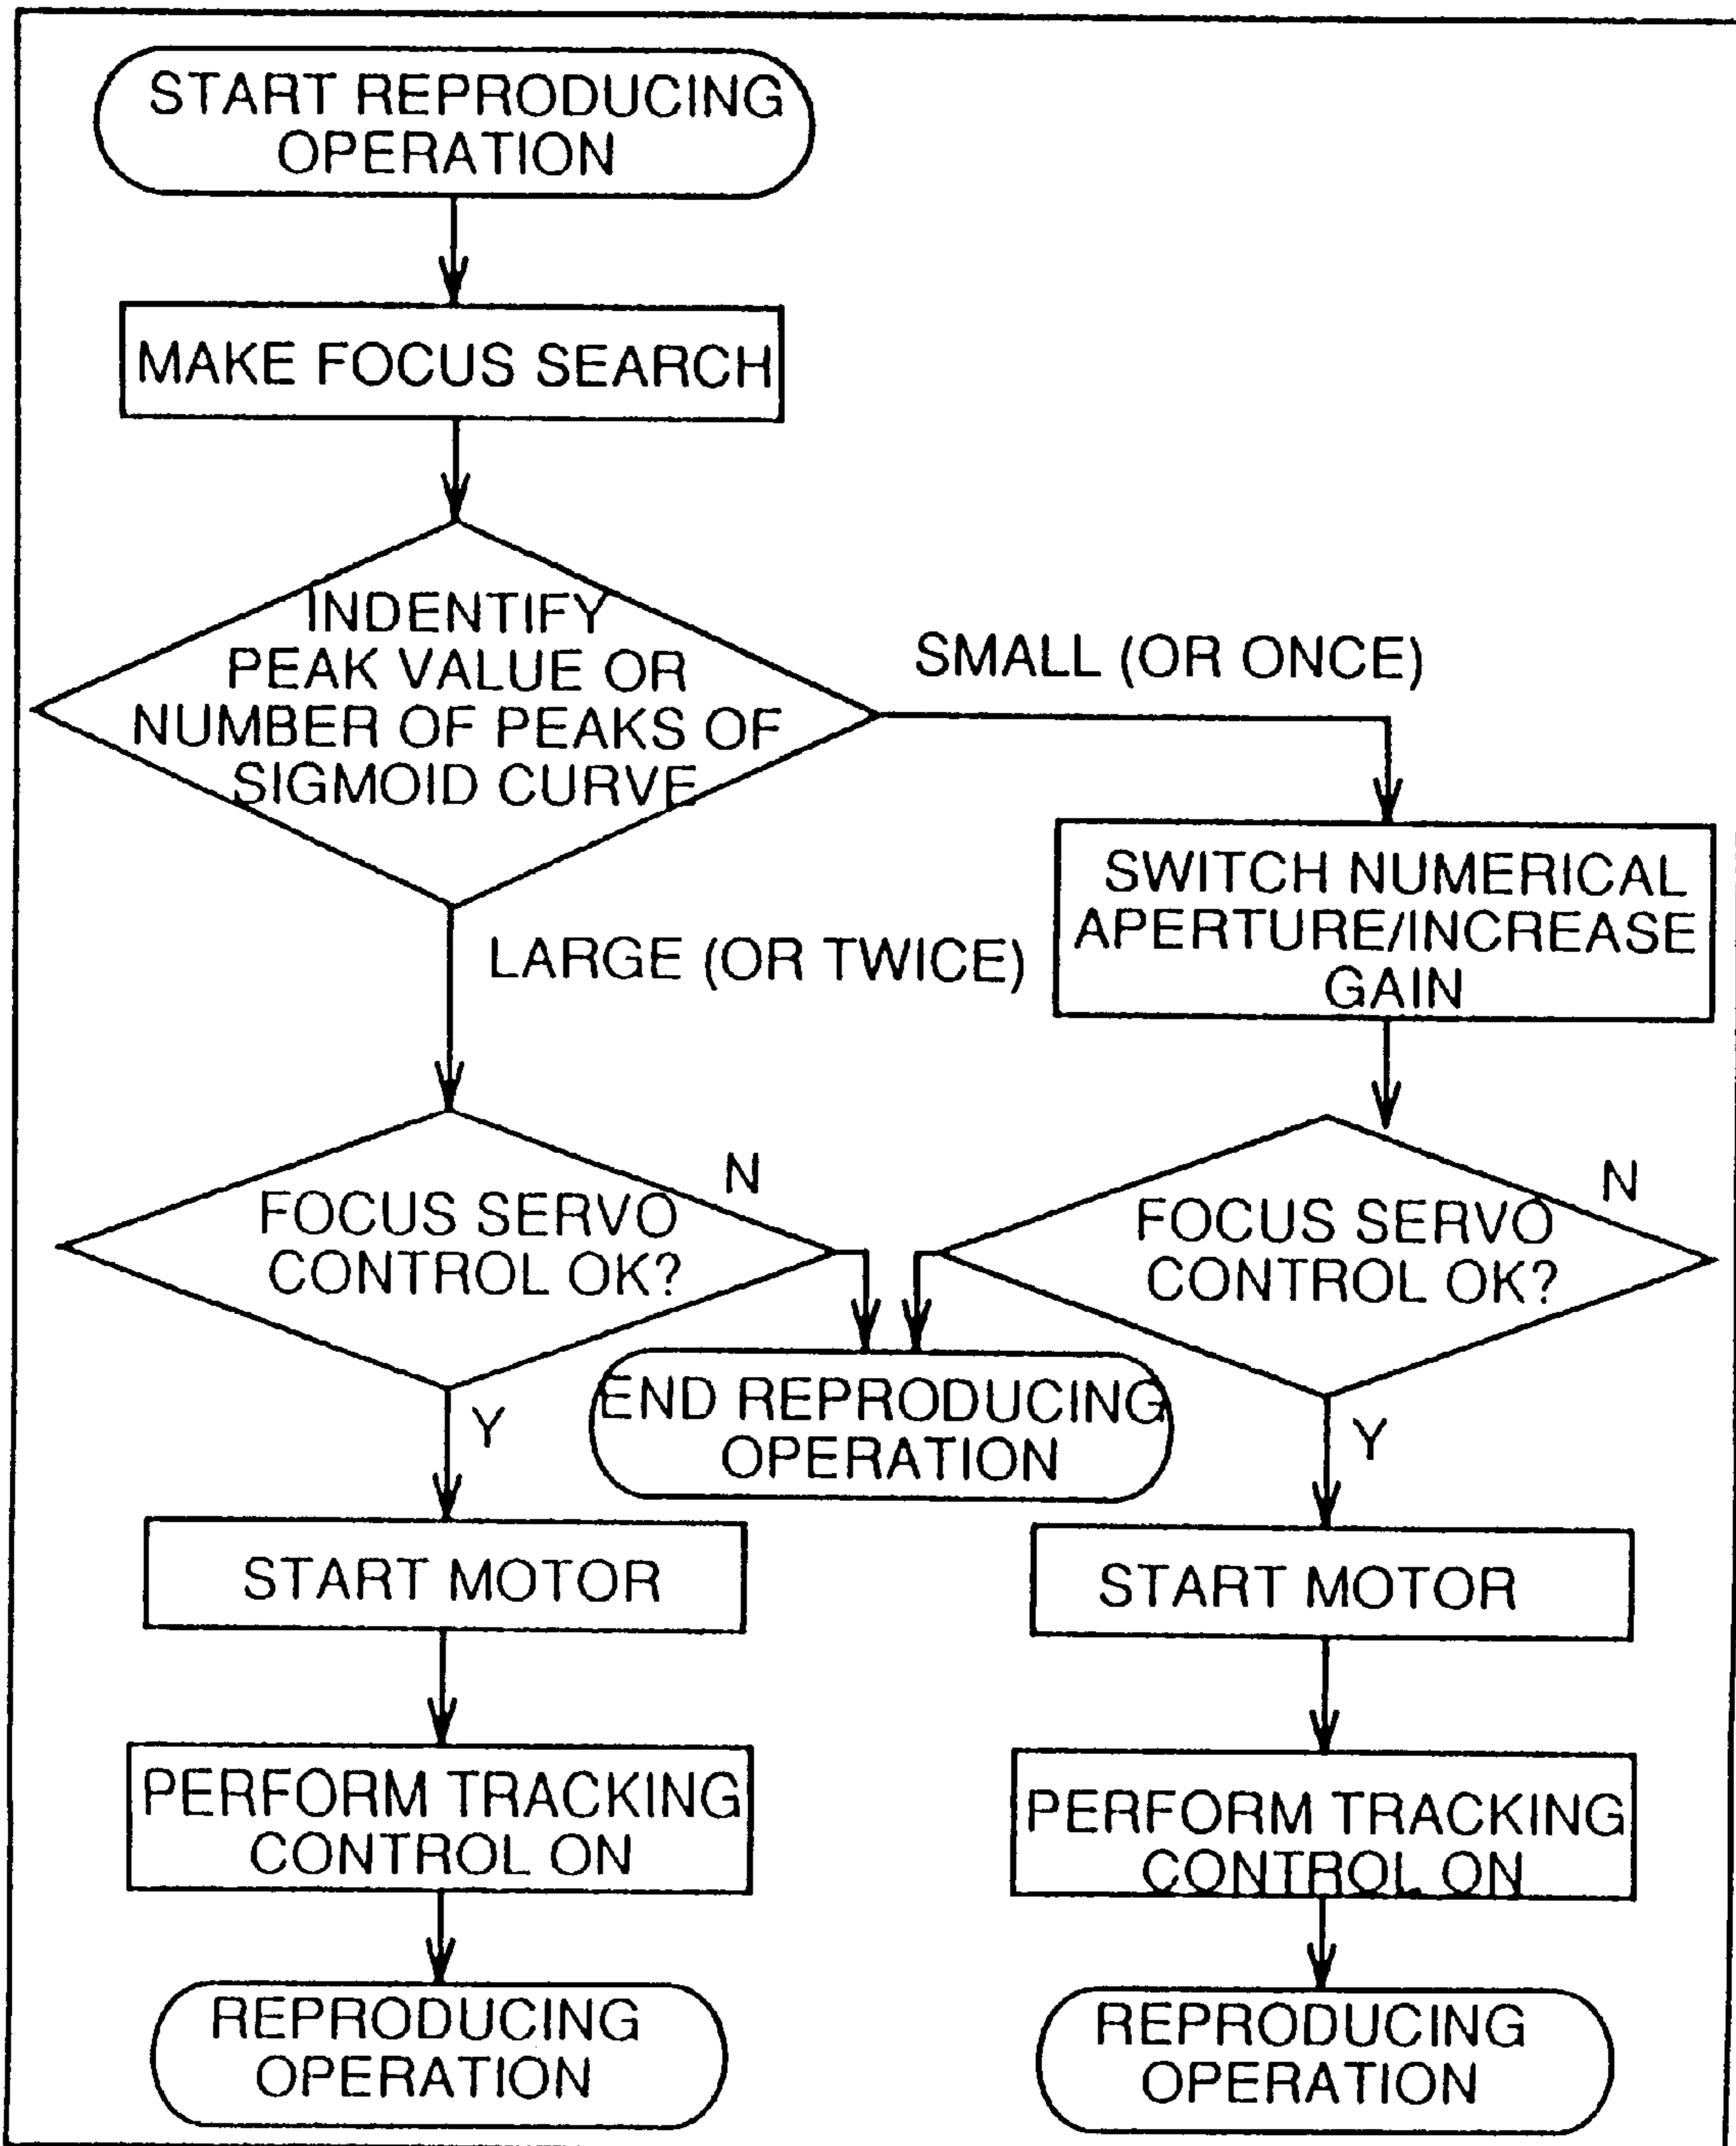 START REPRODUCING
OPERATION
MAKE FOCUS SEARCH
INDENTIFY
PEAK VALUE OR
NUMBER OF PEAKS OF
SIGMOID CURVE
SMALL (OR ONCE)
SWITCH NUMERICAL
APERTURE/INCREASE
GAIN
LARGE (OR TWICE)
FOCUS SERVO
CONTROL OK?
N
FOCUS SERVO
CONTROL OK?
N
END REPRODUCING
OPERATION
Y
Y
START MOTOR
START MOTOR
PERFORM TRACKING
CONTROL ON
PERFORM TRACKING
CONTROL ON
REPRODUCING
OPERATION
REPRODUCING
OPERATION